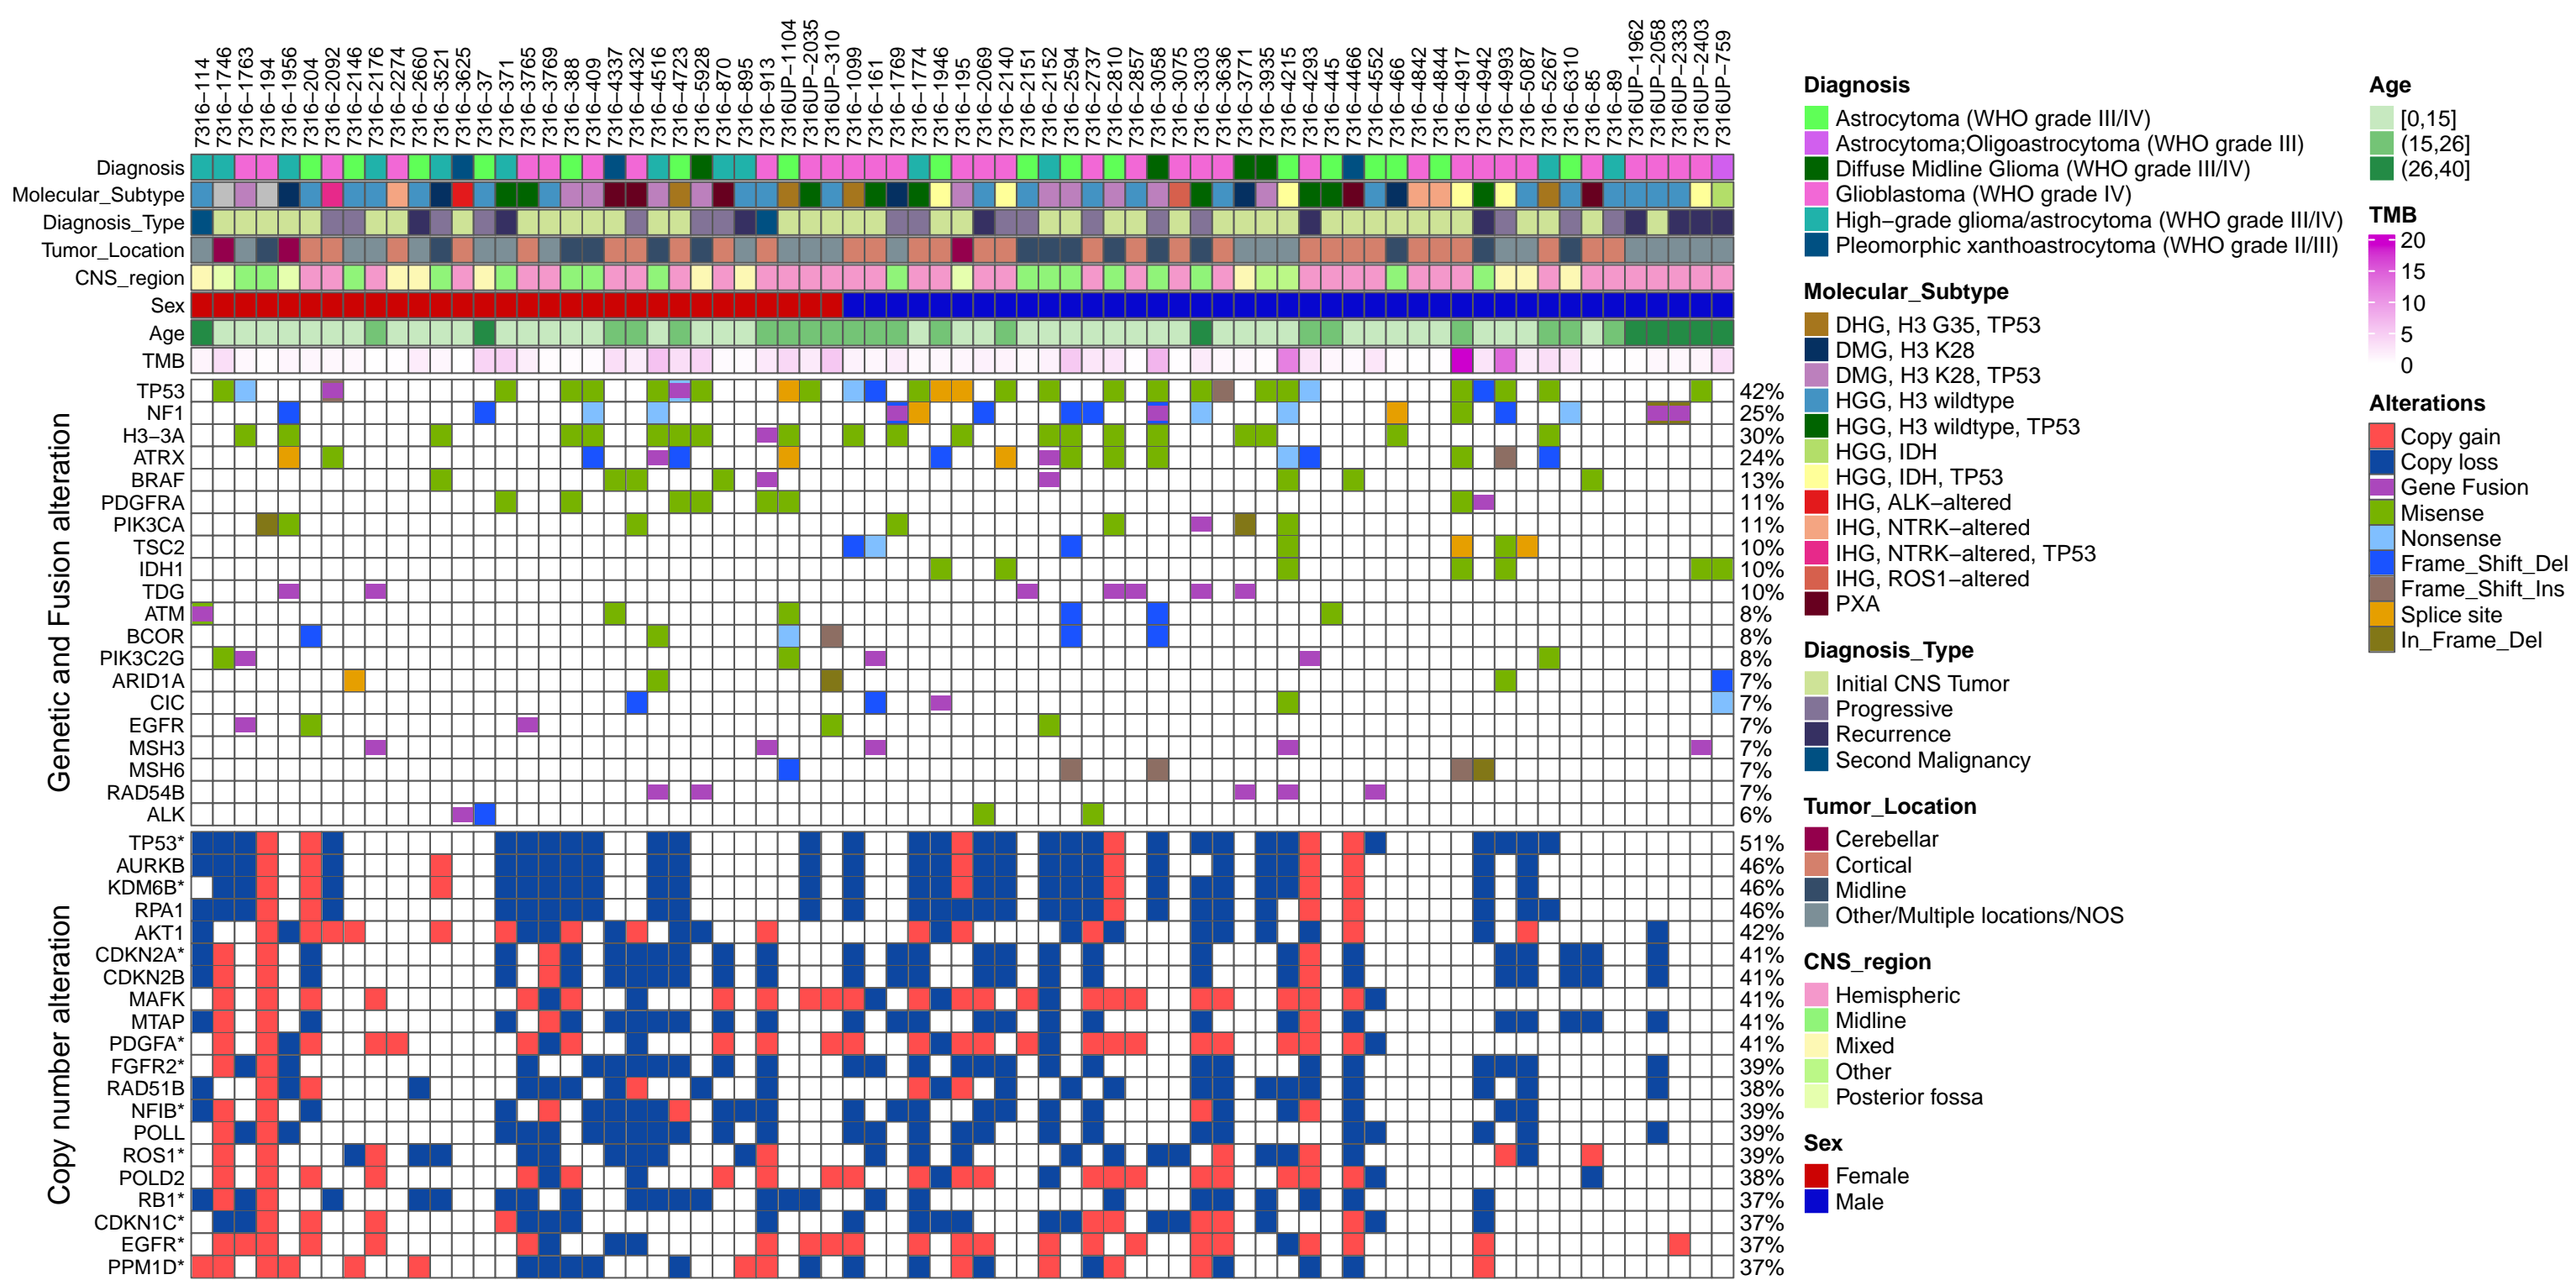 7316−114
7316−1746
7316−1763
7316−194
7316−1956
7316−204
7316−2092
7316−2146
7316−2176
7316−2274
7316−2660
7316−3521
7316−3625
7316−37
7316−371
7316−3765
7316−3769
7316−388
7316−409
7316−4337
7316−4432
7316−4516
7316−4723
7316−5928
7316−870
7316−895
7316−913
7316UP−1104
7316UP−2035
7316UP−310
7316−1099
7316−161
7316−1769
7316−1774
7316−1946
7316−195
7316−2069
7316−2140
7316−2151
7316−2152
7316−2594
7316−2737
7316−2810
7316−2857
7316−3058
7316−3075
7316−3303
7316−3636
7316−3771
7316−3935
7316−4215
7316−4293
7316−445
7316−4466
7316−4552
7316−466
7316−4842
7316−4844
7316−4917
7316−4942
7316−4993
7316−5087
7316−5267
7316−6310
7316−85
7316−89
7316UP−1962
7316UP−2058
7316UP−2333
7316UP−2403
7316UP−759
Diagnosis
Molecular_Subtype
Diagnosis_Type
Tumor_Location
CNS_region
Sex
Age
TMB
Genetic and Fusion alteration
TP53 42%
NF1 25%
H3−3A 30%
ATRX 24%
BRAF 13%
PDGFRA 11%
PIK3CA 11%
TSC2 10%
IDH1 10%
TDG 10%
ATM 8%
BCOR 8%
PIK3C2G 8%
ARID1A 7%
CIC 7%
EGFR 7%
MSH3 7%
MSH6 7%
RAD54B 7%
ALK 6%
Copy number alteration
TP53* 51%
AURKB 46%
KDM6B* 46%
RPA1 46%
AKT1 42%
CDKN2A* 41%
CDKN2B 41%
MAFK 41%
MTAP 41%
PDGFA* 41%
FGFR2* 39%
RAD51B 38%
NFIB* 39%
POLL 39%
ROS1* 39%
POLD2 38%
RB1* 37%
CDKN1C* 37%
EGFR* 37%
PPM1D* 37%
Diagnosis
Astrocytoma (WHO grade III/IV)
Astrocytoma;Oligoastrocytoma (WHO grade III)
Diffuse Midline Glioma (WHO grade III/IV)
Glioblastoma (WHO grade IV)
High−grade glioma/astrocytoma (WHO grade III/IV)
Pleomorphic xanthoastrocytoma (WHO grade II/III)
Molecular_Subtype
DHG, H3 G35, TP53
DMG, H3 K28
DMG, H3 K28, TP53
HGG, H3 wildtype
HGG, H3 wildtype, TP53
HGG, IDH
HGG, IDH, TP53
IHG, ALK−altered
IHG, NTRK−altered
IHG, NTRK−altered, TP53
IHG, ROS1−altered
PXA
Diagnosis_Type
Initial CNS Tumor
Progressive
Recurrence
Second Malignancy
Tumor_Location
Cerebellar
Cortical
Midline
Other/Multiple locations/NOS
CNS_region
Hemispheric
Midline
Mixed
Other
Posterior fossa
Sex
Female
Male
Age
[0,15]
(15,26]
(26,40]
TMB
20
15
10
5
0
Alterations
Copy gain
Copy loss
Gene Fusion
Misense
Nonsense
Frame_Shift_Del
Frame_Shift_Ins
Splice site
In_Frame_Del